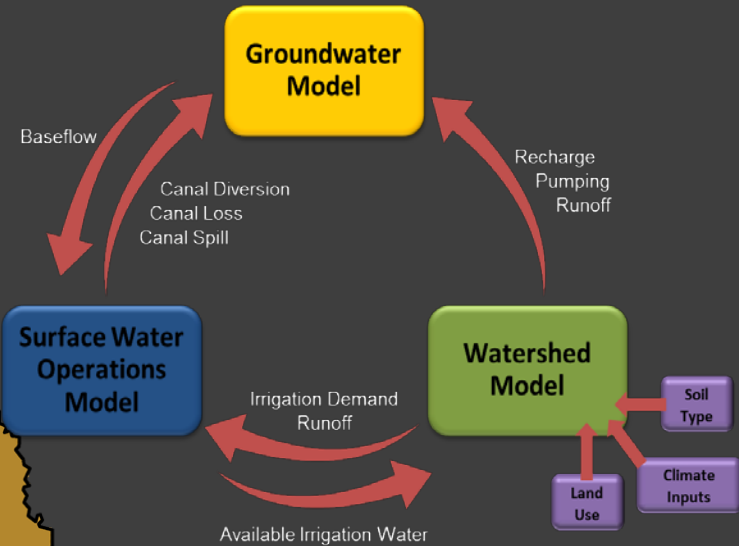 Groundwater
Model
Baseflow
Canal Diversion
Canal Loss
Canal Spill
Recharge
Pumping
Runoff
Surface Water
Operations
Model
Watershed
Model
Irrigation Demand
Runoff
Available Irrigation Water
Soil
Type
Climate
Inputs
Land
Use